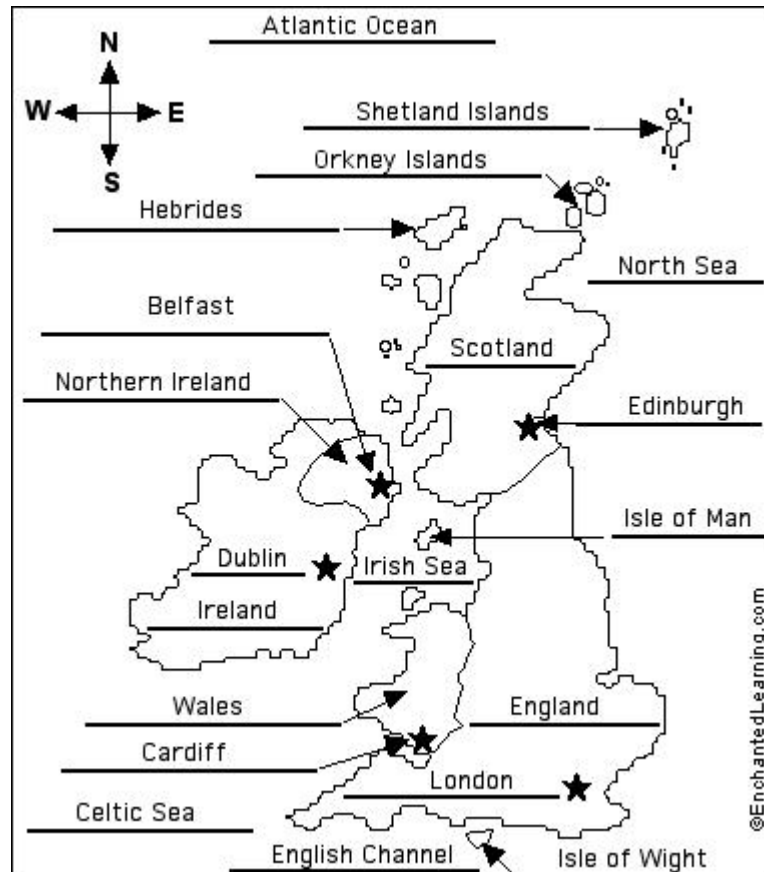 Atlantic Ocean
N
W E
S
Shetland Islands
Orkney Islands
Hebrides
North Sea
Belfast
Scotland
Northern Ireland
Edinburgh
Isle of Man
Dublin
Irish Sea
Ireland
Wales
England
Cardiff
London
Celtic Sea
English Channel
Isle of Wight
©EnchantedLearning.com